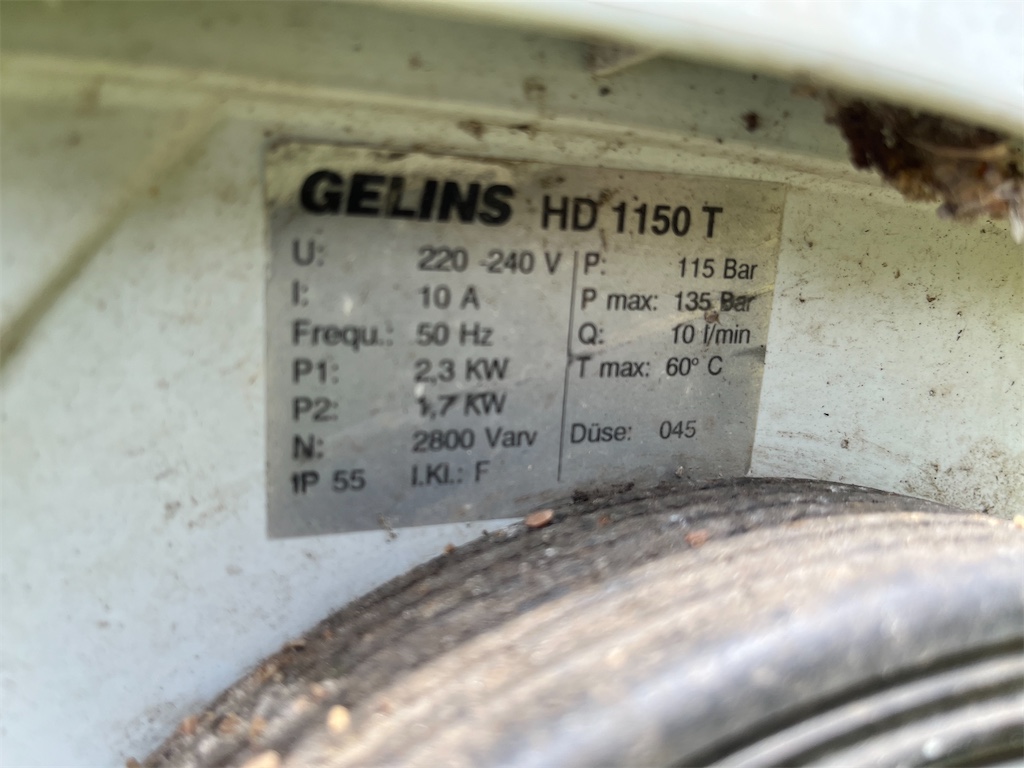 GELINS HD 1150 T
U: 220-240 V P: 115 Bar
I: 10 A P max: 135 Bar
Frequ.: 50 Hz Q: 10 l/min
P1: 2,3 KW T max: 60° C
P2: 1,7 KW
N: 2800 Varv Düse: 045
IP 55 I.Kl.: F